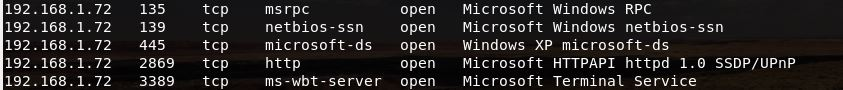 192.168.1.72 135 tcp msrpc open Microsoft Windows RPC
192.168.1.72 139 tcp netbios-ssn open Microsoft Windows netbios-ssn
192.168.1.72 445 tcp microsoft-ds open Windows XP microsoft-ds
192.168.1.72 2869 tcp http open Microsoft HTTPAPI httpd 1.0 SSDP/UPnP
192.168.1.72 3389 tcp ms-wbt-server open Microsoft Terminal Service